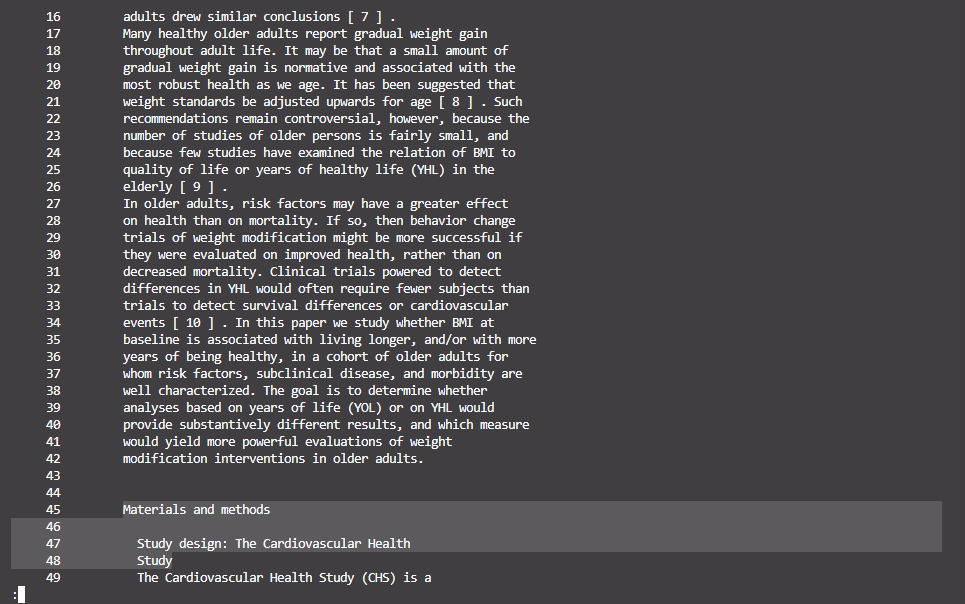 16 adults drew similar conclusions [ 7 ] .
17 Many healthy older adults report gradual weight gain
18 throughout adult life. It may be that a small amount of
19 gradual weight gain is normative and associated with the
20 most robust health as we age. It has been suggested that
21 weight standards be adjusted upwards for age [ 8 ] . Such
22 recommendations remain controversial, however, because the
23 number of studies of older persons is fairly small, and
24 because few studies have examined the relation of BMI to
25 quality of life or years of healthy life (YHL) in the
26 elderly [ 9 ] .
27 In older adults, risk factors may have a greater effect
28 on health than on mortality. If so, then behavior change
29 trials of weight modification might be more successful if
30 they were evaluated on improved health, rather than on
31 decreased mortality. Clinical trials powered to detect
32 differences in YHL would often require fewer subjects than
33 trials to detect survival differences or cardiovascular
34 events [ 10 ] . In this paper we study whether BMI at
35 baseline is associated with living longer, and/or with more
36 years of being healthy, in a cohort of older adults for
37 whom risk factors, subclinical disease, and morbidity are
38 well characterized. The goal is to determine whether
39 analyses based on years of life (YOL) or on YHL would
40 provide substantively different results, and which measure
41 would yield more powerful evaluations of weight
42 modification interventions in older adults.
43
44
45 Materials and methods
46
47 Study design: The Cardiovascular Health
48 Study
49 The Cardiovascular Health Study (CHS) is a
: